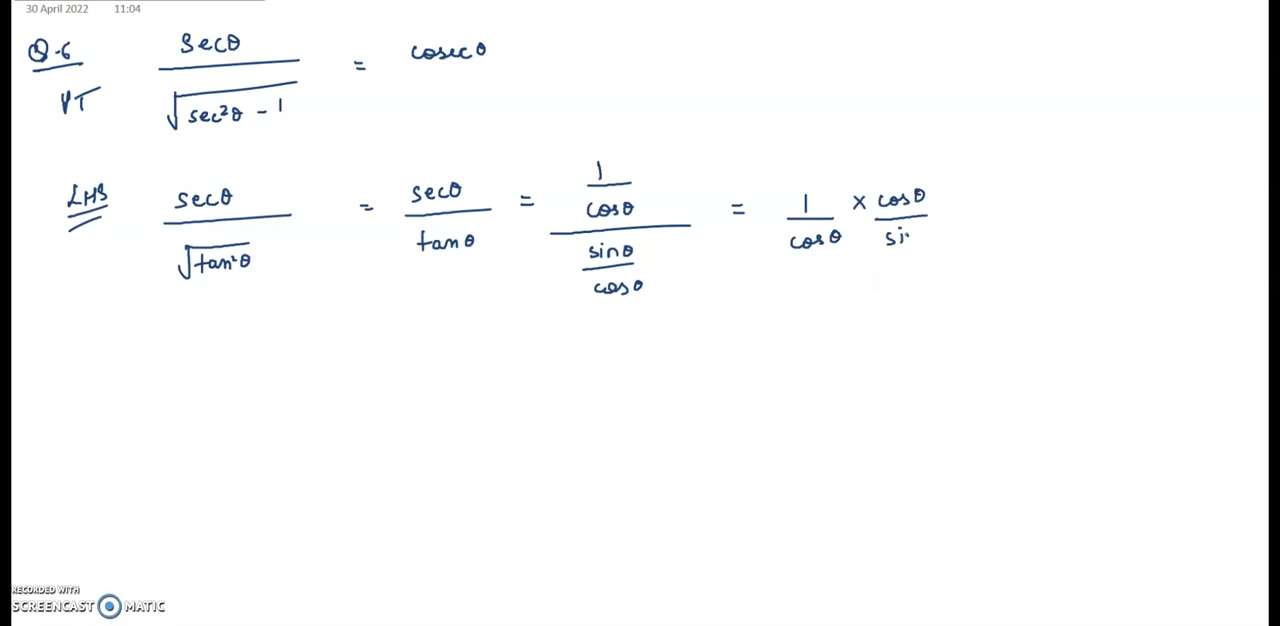 30 April 2022 11:04
Q.6 secθ / √(sec²θ - 1) = cosecθ
PT
LHS secθ / √(tan²θ) = secθ / tanθ = (1 / cosθ) / (sinθ / cosθ) = 1 / cosθ × cosθ / si
RECORDED WITH
SCREENCAST MATIC